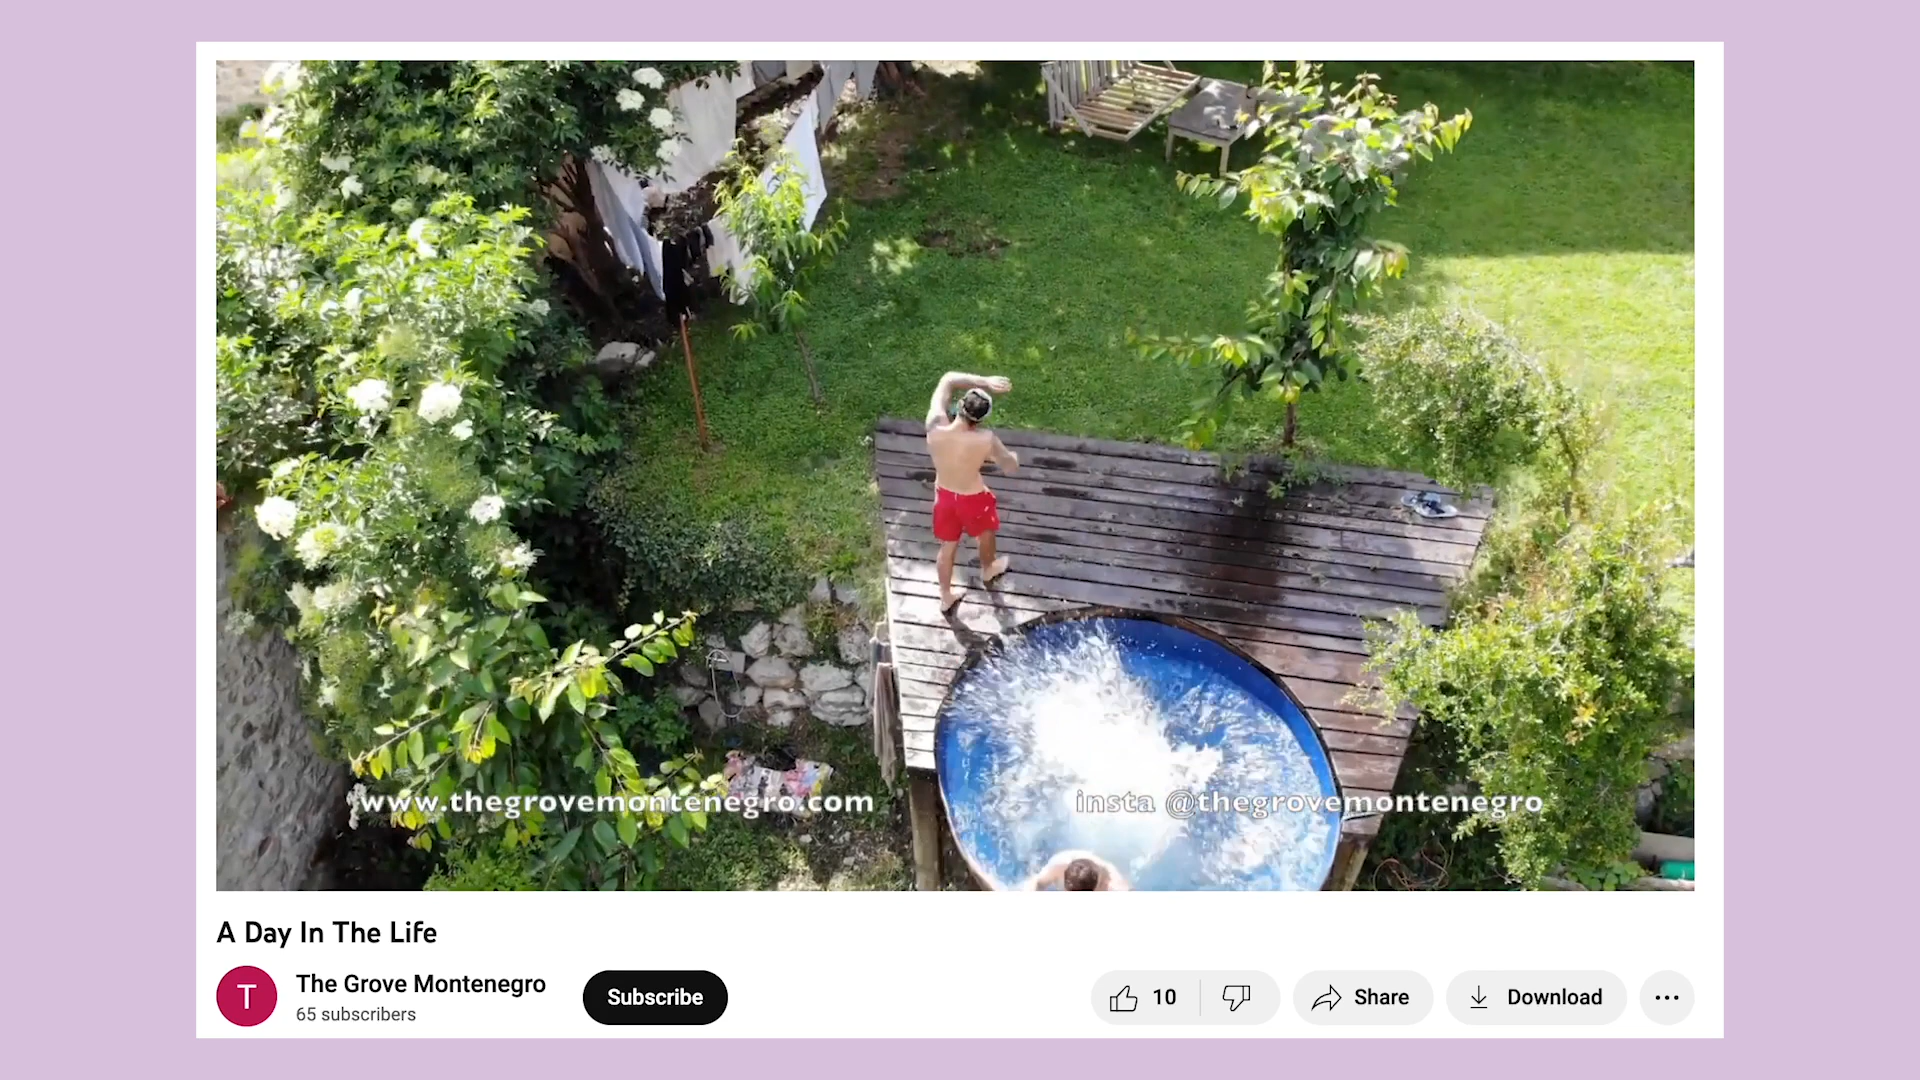 www.thegrovemontenegro.com
insta @thegrovemontenegro
A Day In The Life
T
The Grove Montenegro
65 subscribers
Subscribe
10
Share
Download